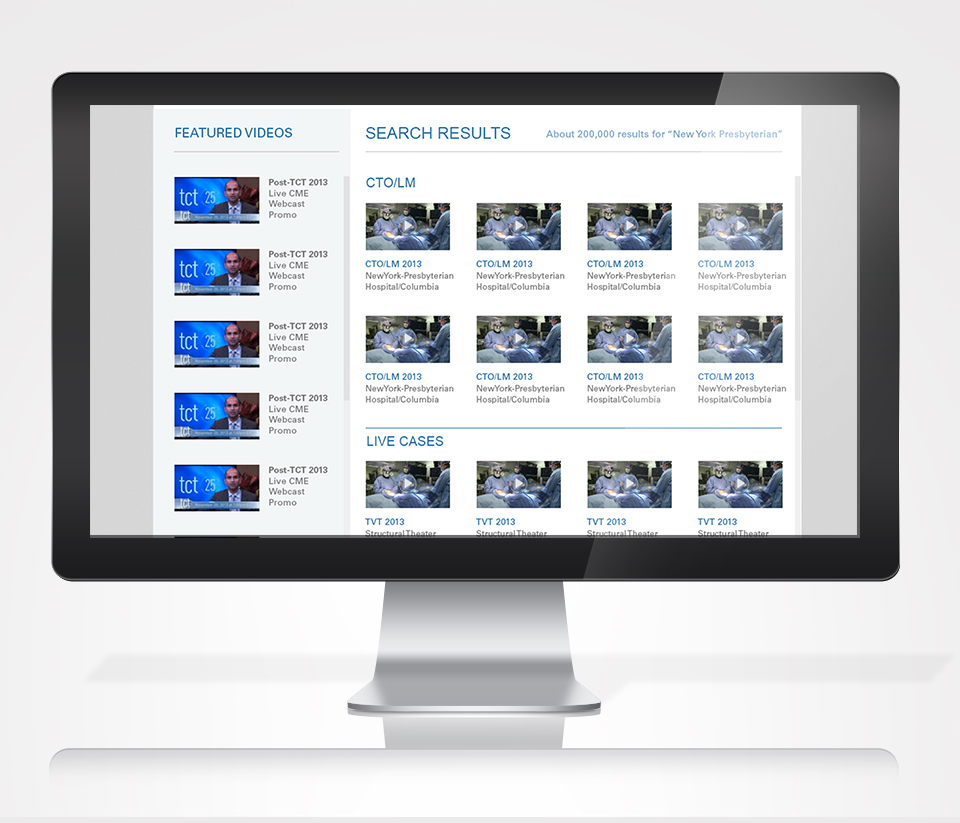 FEATURED VIDEOS
tct 25
tct
Post-TCT 2013
Live CME
Webcast
Promo
tct 25
tct
Post-TCT 2013
Live CME
Webcast
Promo
tct 25
tct
Post-TCT 2013
Live CME
Webcast
Promo
tct 25
tct
Post-TCT 2013
Live CME
Webcast
Promo
tct 25
tct
Post-TCT 2013
Live CME
Webcast
Promo
SEARCH RESULTS
About 200,000 results for "New York Presbyterian"
CTO/LM
CTO/LM 2013
NewYork-Presbyterian
Hospital/Columbia
CTO/LM 2013
NewYork-Presbyterian
Hospital/Columbia
CTO/LM 2013
NewYork-Presbyterian
Hospital/Columbia
CTO/LM 2013
NewYork-Presbyterian
Hospital/Columbia
CTO/LM 2013
NewYork-Presbyterian
Hospital/Columbia
CTO/LM 2013
NewYork-Presbyterian
Hospital/Columbia
CTO/LM 2013
NewYork-Presbyterian
Hospital/Columbia
CTO/LM 2013
NewYork-Presbyterian
Hospital/Columbia
LIVE CASES
TVT 2013
Structural Theater
TVT 2013
Structural Theater
TVT 2013
Structural Theater
TVT 2013
Structural Theater